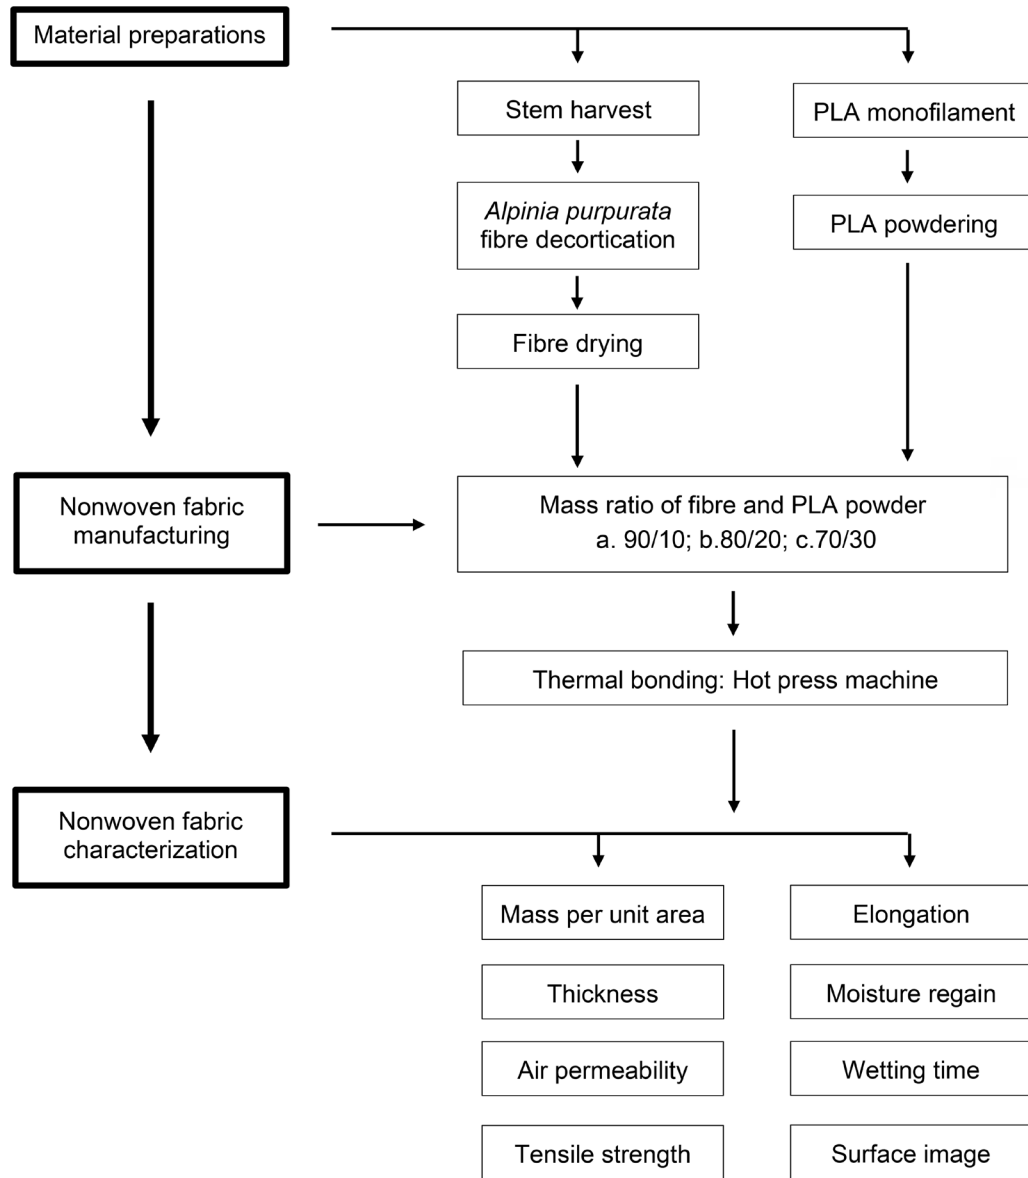 Material preparations
Stem harvest
PLA monofilament
Alpinia purpurata
fibre decortication
PLA powdering
Fibre drying
Nonwoven fabric
manufacturing
Mass ratio of fibre and PLA powder
a. 90/10; b.80/20; c.70/30
Thermal bonding: Hot press machine
Nonwoven fabric
characterization
Mass per unit area
Elongation
Thickness
Moisture regain
Air permeability
Wetting time
Tensile strength
Surface image